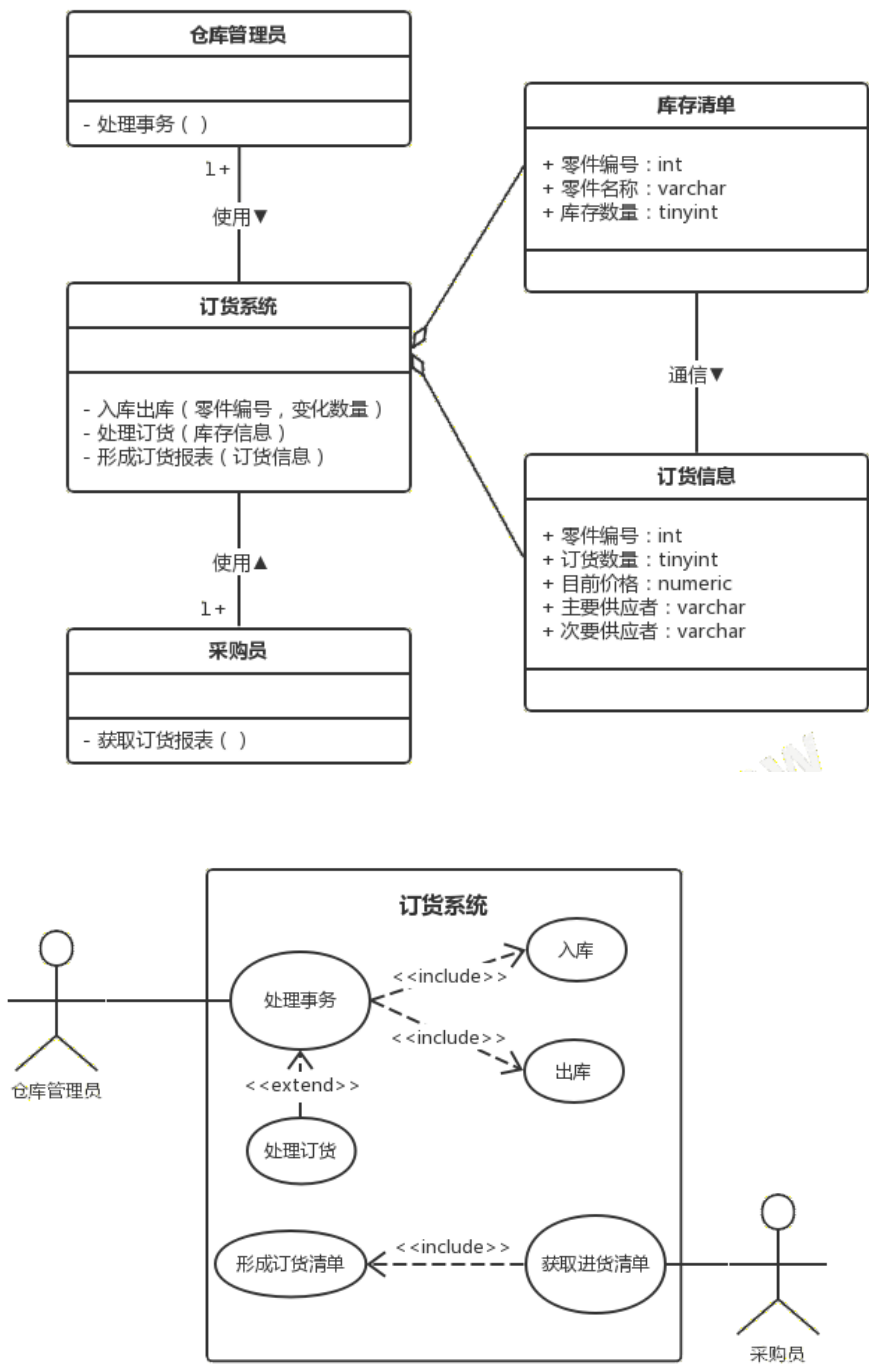 仓库管理员
- 处理事务（ ）
1+
使用▼
订货系统
- 入库出库（零件编号，变化数量）
- 处理订货（库存信息）
- 形成订货报表（订货信息）
使用▲
1+
采购员
- 获取订货报表（ ）
库存清单
+ 零件编号：int
+ 零件名称：varchar
+ 库存数量：tinyint
通信▼
订货信息
+ 零件编号：int
+ 订货数量：tinyint
+ 目前价格：numeric
+ 主要供应者：varchar
+ 次要供应者：varchar
订货系统
入库
<<include>>
处理事务
<<include>>
出库
<<extend>>
仓库管理员
处理订货
形成订货清单
<<include>>
获取进货清单
采购员